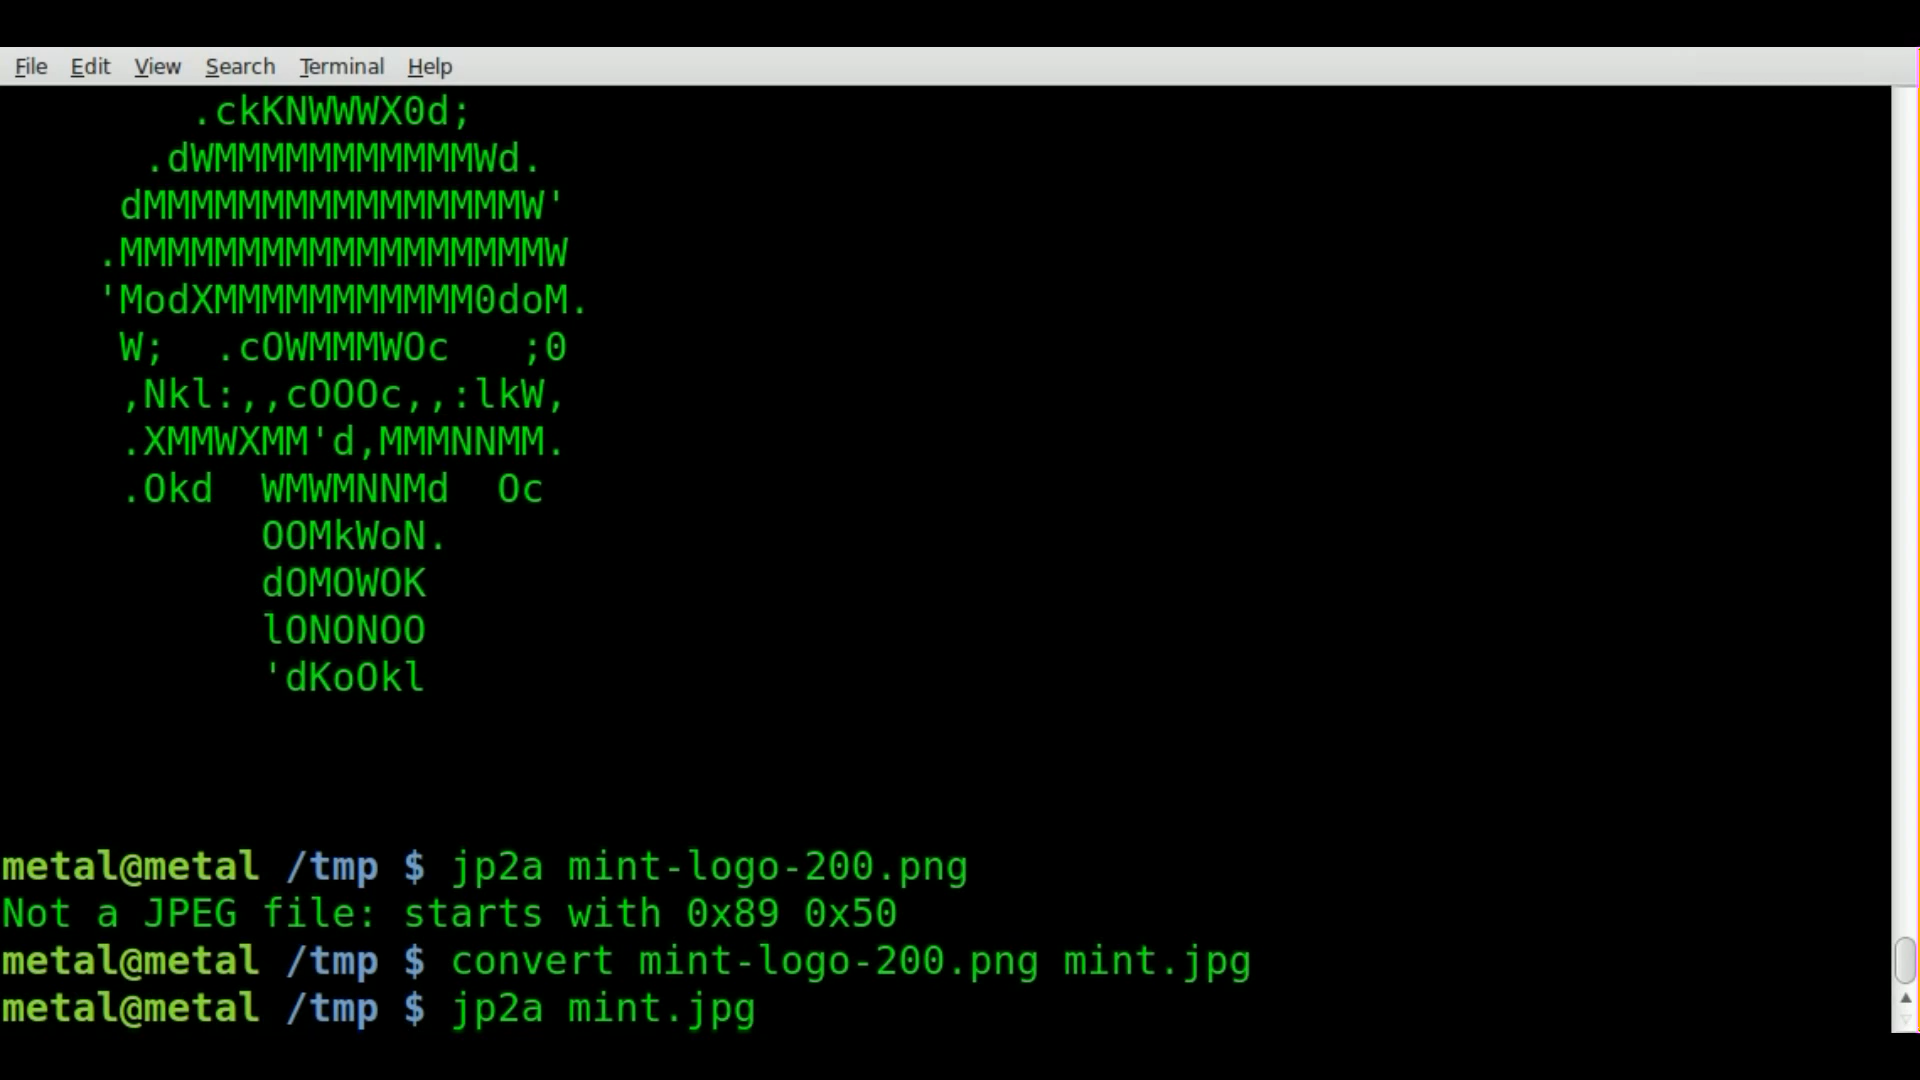 File Edit View Search Terminal Help
.ckKNWWWX0d;
.dWMMMMMMMMMMMWd.
dMMMMMMMMMMMMMMMMW'
.MMMMMMMMMMMMMMMMMMW
'ModXMMMMMMMMMMM0doM.
W;  .cOWMMMWOc   ;0
,Nkl:,,cOOOc,,:lkW,
.XMMWXMM'd,MMMNNMM.
.Okd  WMWMNNMd  Oc
OOMkWoN.
dOMOWOK
lONONOO
'dKoOkl
metal@metal /tmp $ jp2a mint-logo-200.png
Not a JPEG file: starts with 0x89 0x50
metal@metal /tmp $ convert mint-logo-200.png mint.jpg
metal@metal /tmp $ jp2a mint.jpg